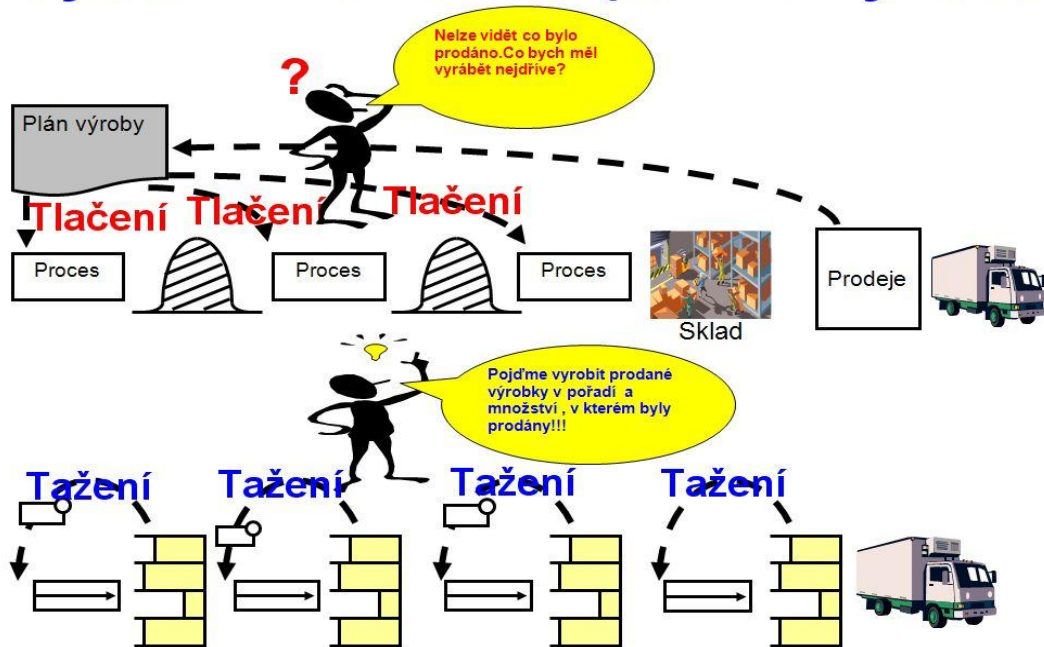 Nelze vidět co bylo
prodáno.Co bych měl
vyrábět nejdříve?
?
Plán výroby
Tlačení
Tlačení
Tlačení
Proces
Proces
Proces
Prodeje
Sklad
Pojďme vyrobit prodané
výrobky v pořadí a
množství , v kterém byly
prodány!!!
Tažení
Tažení
Tažení
Tažení